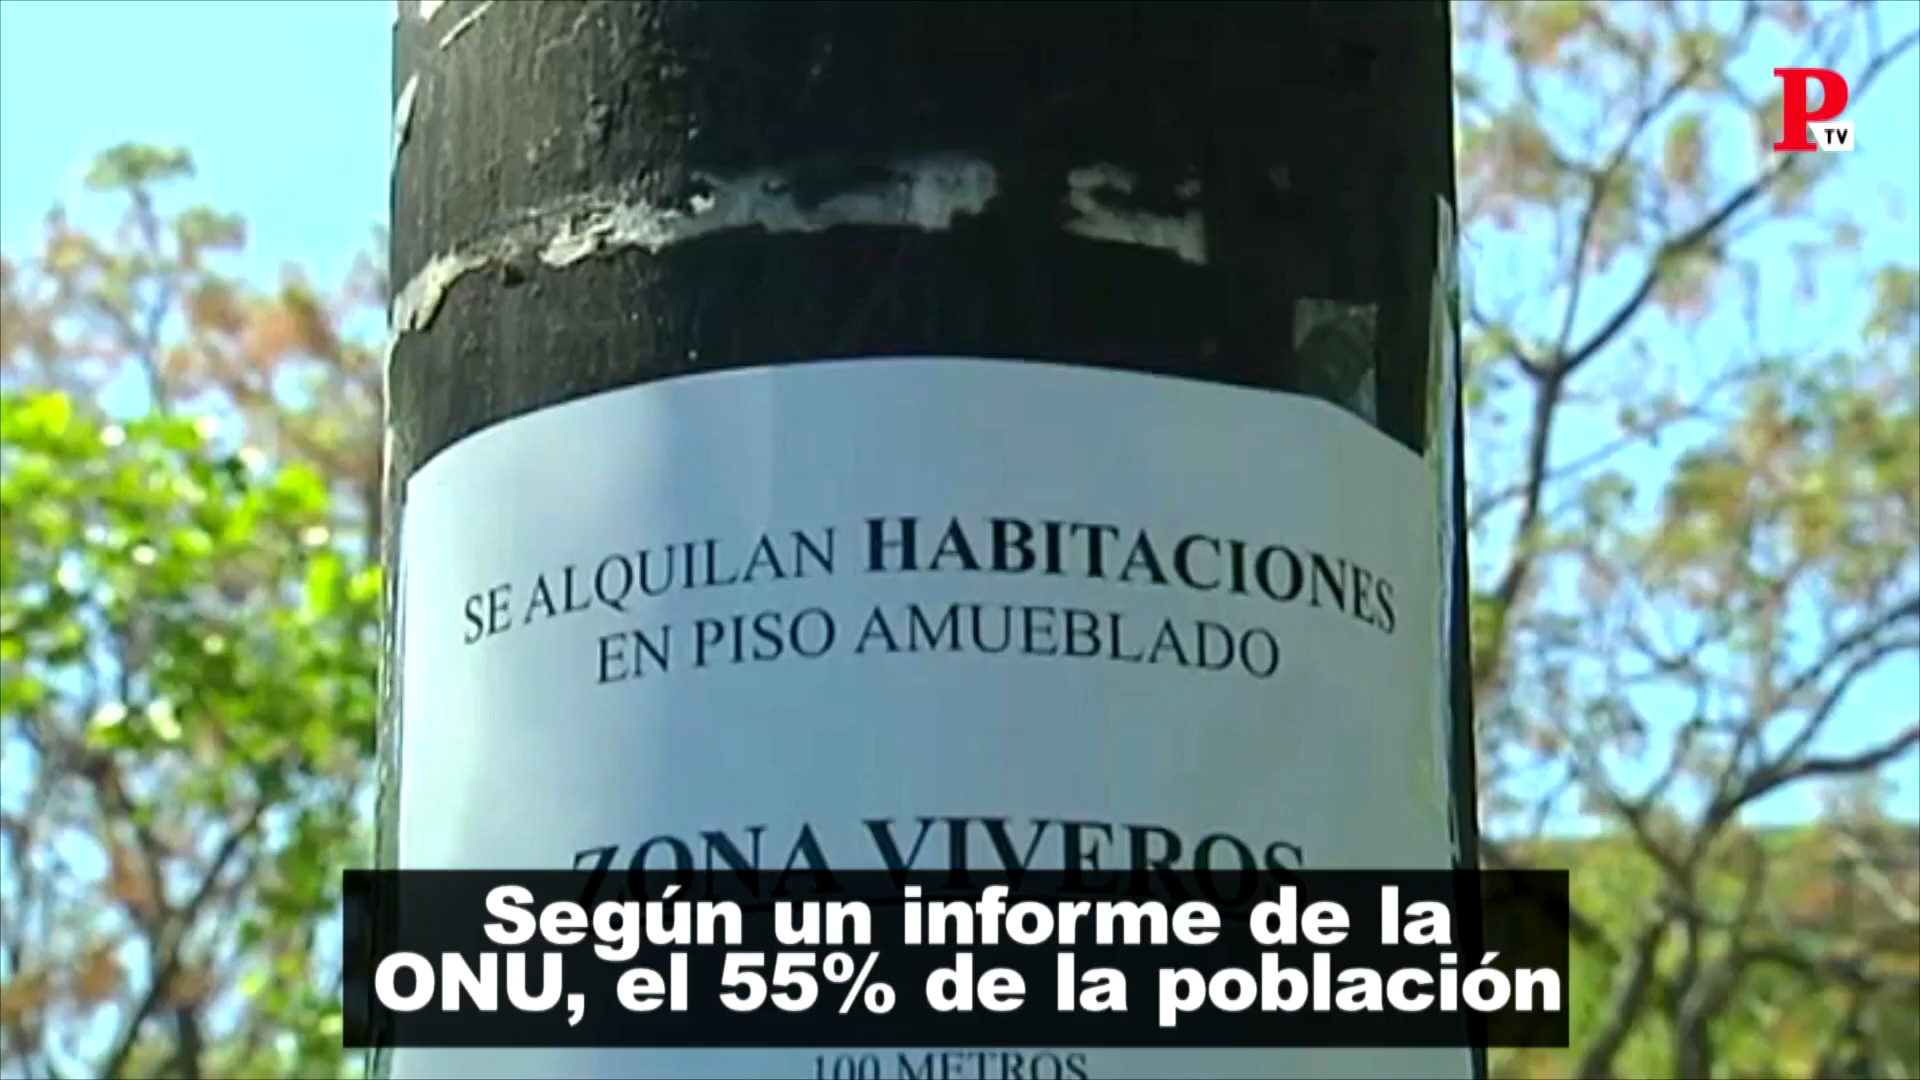 P
TV
SE ALQUILAN HABITACIONES
EN PISO AMUEBLADO
ZONA VIVEROS
Según un informe de la
ONU, el 55% de la población
100 METROS